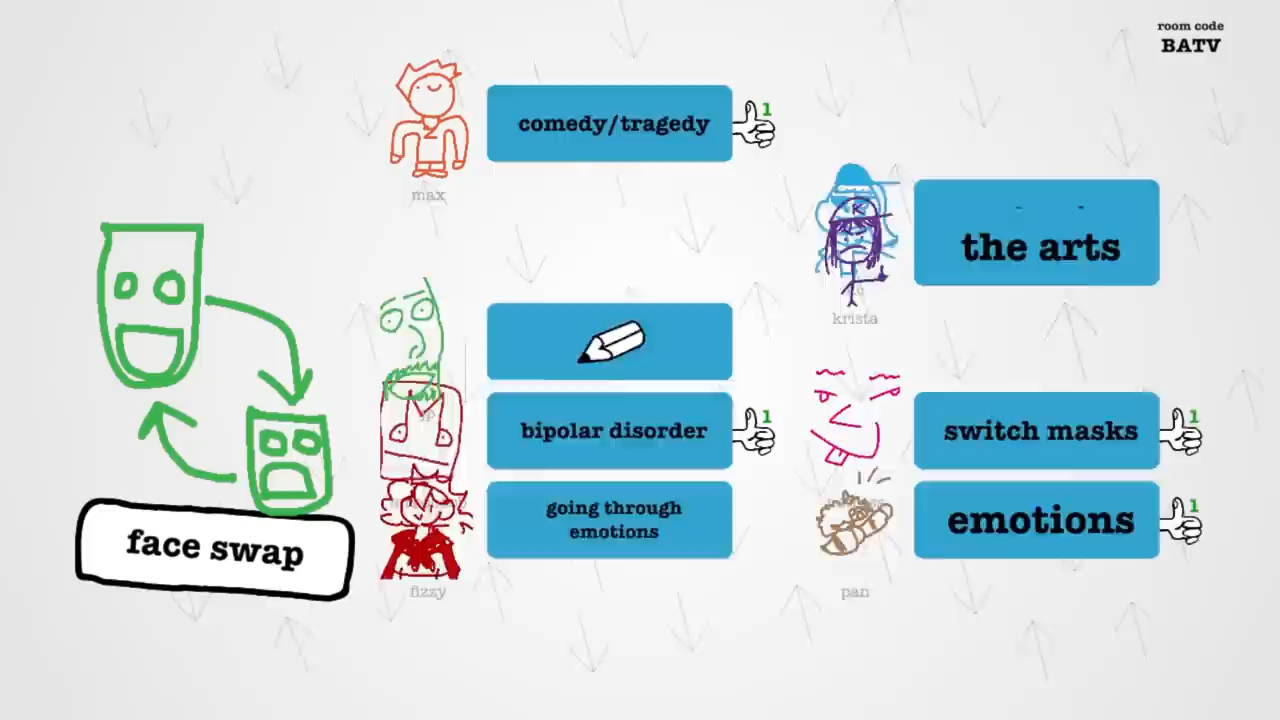 room code
BATV
comedy/tragedy
1
max
the arts
krista
bipolar disorder
1
switch masks
1
going through
emotions
emotions
1
face swap
fizzy
pan
jp